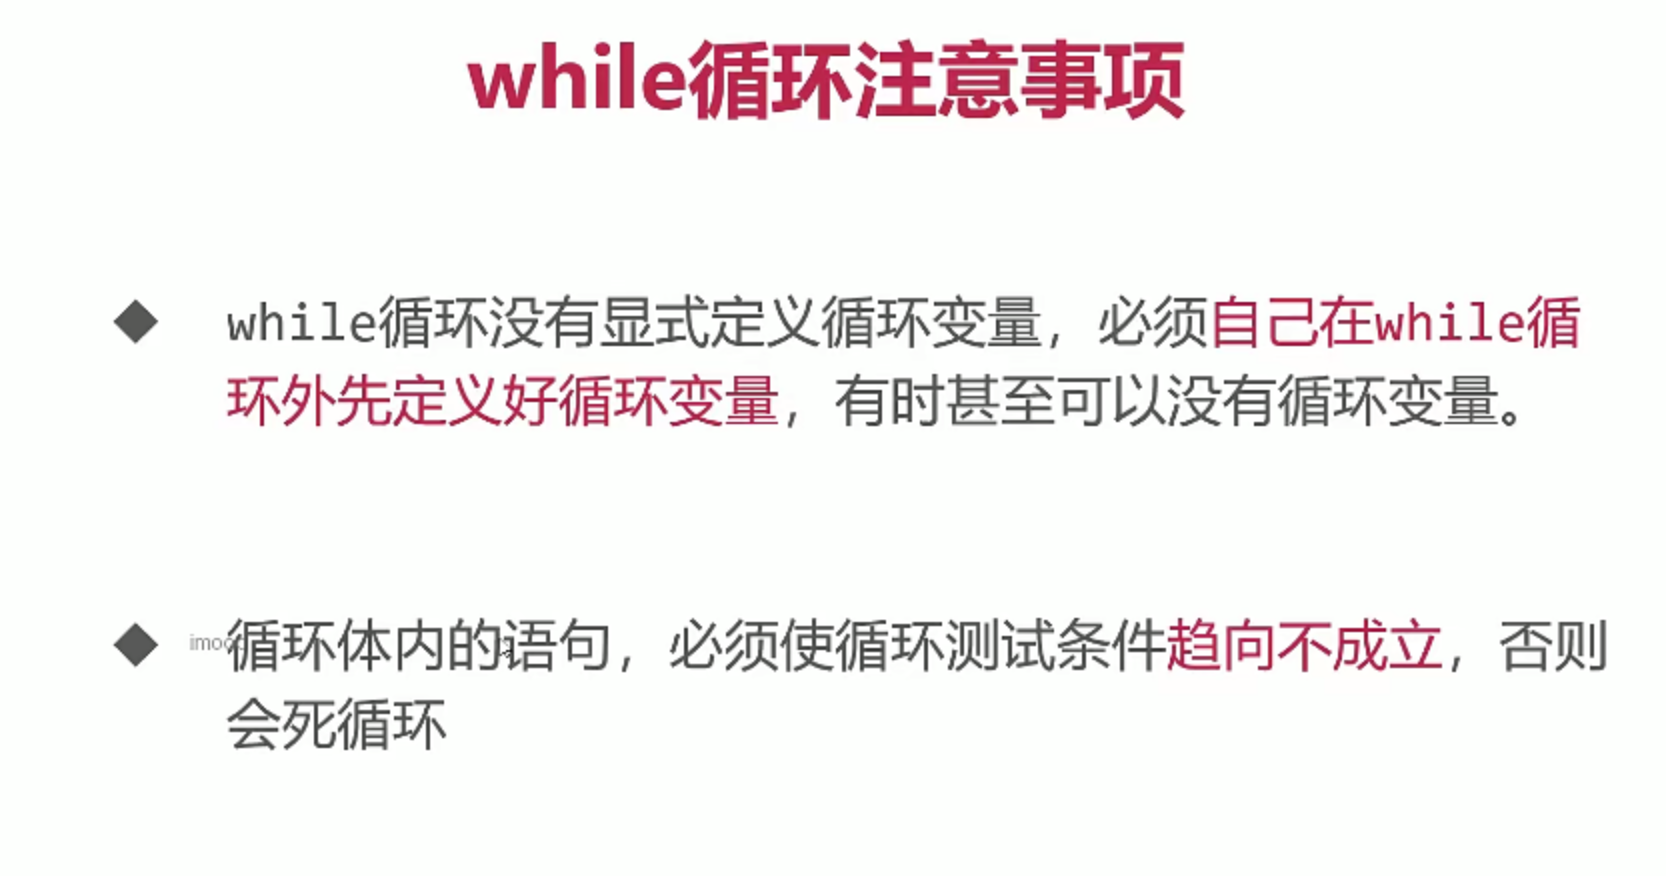 while循环注意事项
while循环没有显式定义循环变量，必须自己在while循
环外先定义好循环变量，有时甚至可以没有循环变量。
循环体内的语句，必须使循环测试条件趋向不成立，否则
会死循环